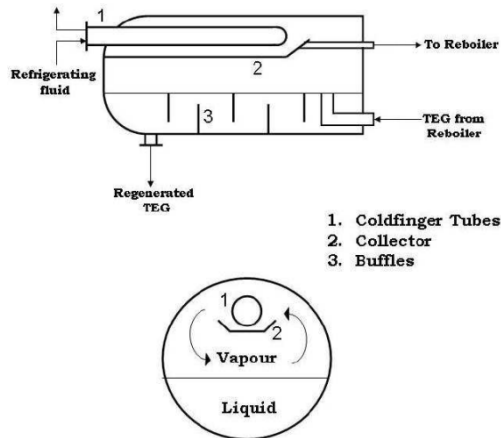 1
To Reboiler
Refrigerating
fluid
2
3
TEG from
Reboiler
Regenerated
TEG
1. Coldfinger Tubes
2. Collector
3. Buffles
1
2
Vapour
Liquid